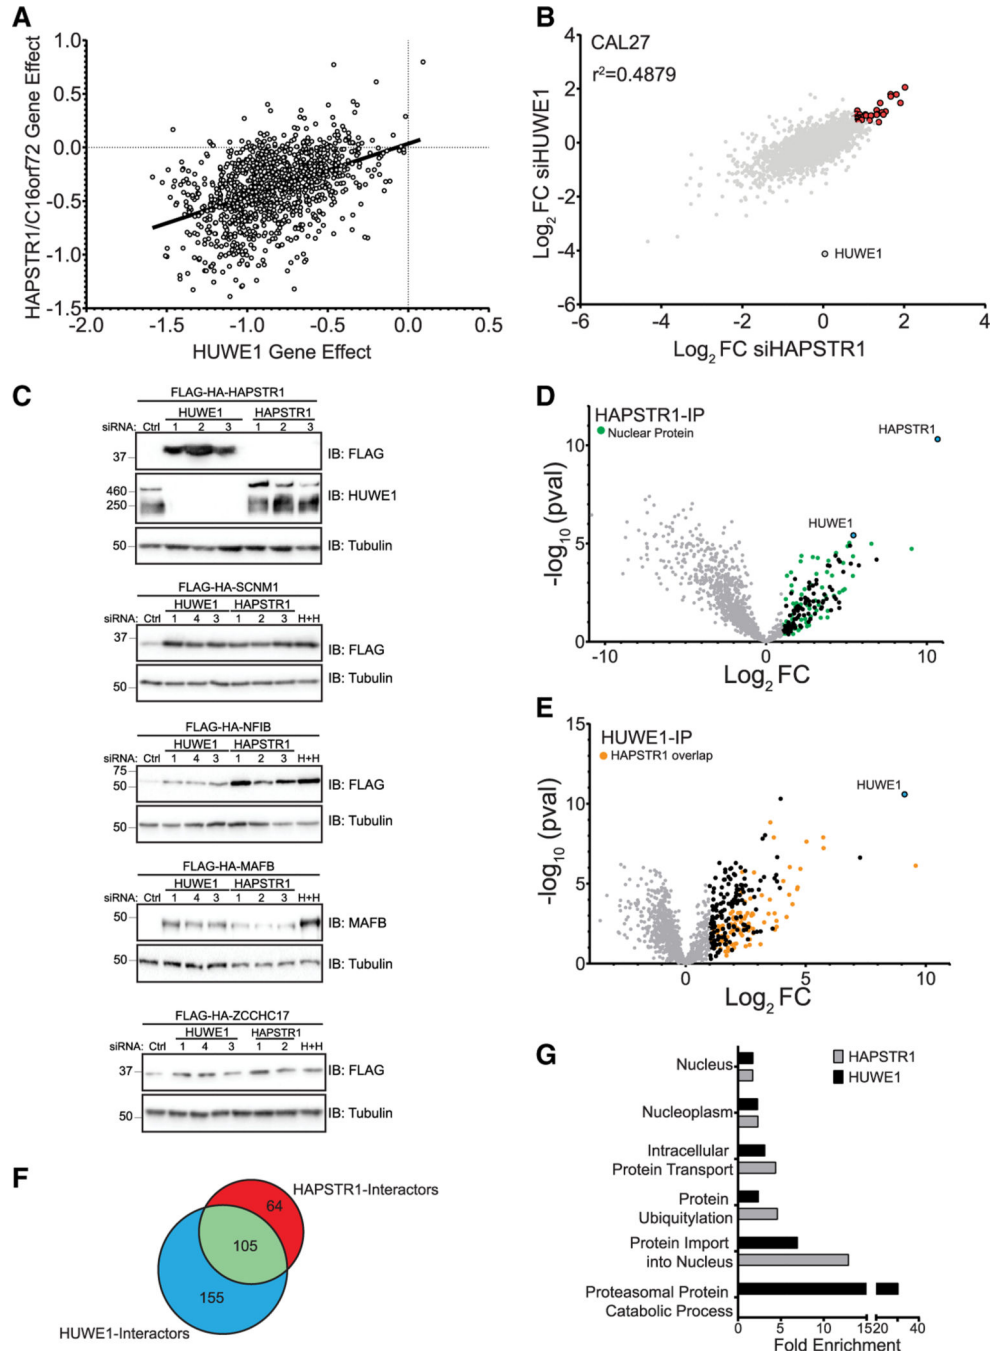 A
1.0
0.5
0.0
-0.5
-1.0
-1.5
-2.0 -1.5 -1.0 -0.5 0.0 0.5
HAPSTR1/C16orf72 Gene Effect
HUWE1 Gene Effect
B
CAL27
r2=0.4879
4
2
0
-2
-4
-6
HUWE1
-6 -4 -2 0 2 4
Log2 FC siHUWE1
Log2 FC siHAPSTR1
C
FLAG-HA-HAPSTR1
HUWE1 HAPSTR1
siRNA: Ctrl 1 2 3 1 2 3
37 IB: FLAG
460
250
IB: HUWE1
50 IB: Tubulin
FLAG-HA-SCNM1
HUWE1 HAPSTR1
siRNA: Ctrl 1 4 3 1 2 3 H+H
37 IB: FLAG
50 IB: Tubulin
FLAG-HA-NFIB
HUWE1 HAPSTR1
siRNA: Ctrl 1 4 3 1 2 3 H+H
75
50
IB: FLAG
50 IB: Tubulin
FLAG-HA-MAFB
HUWE1 HAPSTR1
siRNA: Ctrl 1 4 3 1 2 3 H+H
50 IB: MAFB
50 IB: Tubulin
FLAG-HA-ZCCHC17
HUWE1 HAPSTR1
siRNA: Ctrl 1 4 3 1 2 H+H
37 IB: FLAG
50 IB: Tubulin
D
HAPSTR1-IP
Nuclear Protein
HAPSTR1
HUWE1
10
5
0
-10 0 10
-log10 (pval)
Log2 FC
E
HUWE1-IP
HAPSTR1 overlap
HUWE1
15
10
5
0
0 5 10
-log10 (pval)
Log2 FC
F
HAPSTR1-Interactors
64
105
155
HUWE1-Interactors
G
HAPSTR1
HUWE1
Nucleus
Nucleoplasm
Intracellular
Protein Transport
Protein
Ubiquitylation
Protein Import
into Nucleus
Proteasomal Protein
Catabolic Process
0 5 10 15 20 40
Fold Enrichment